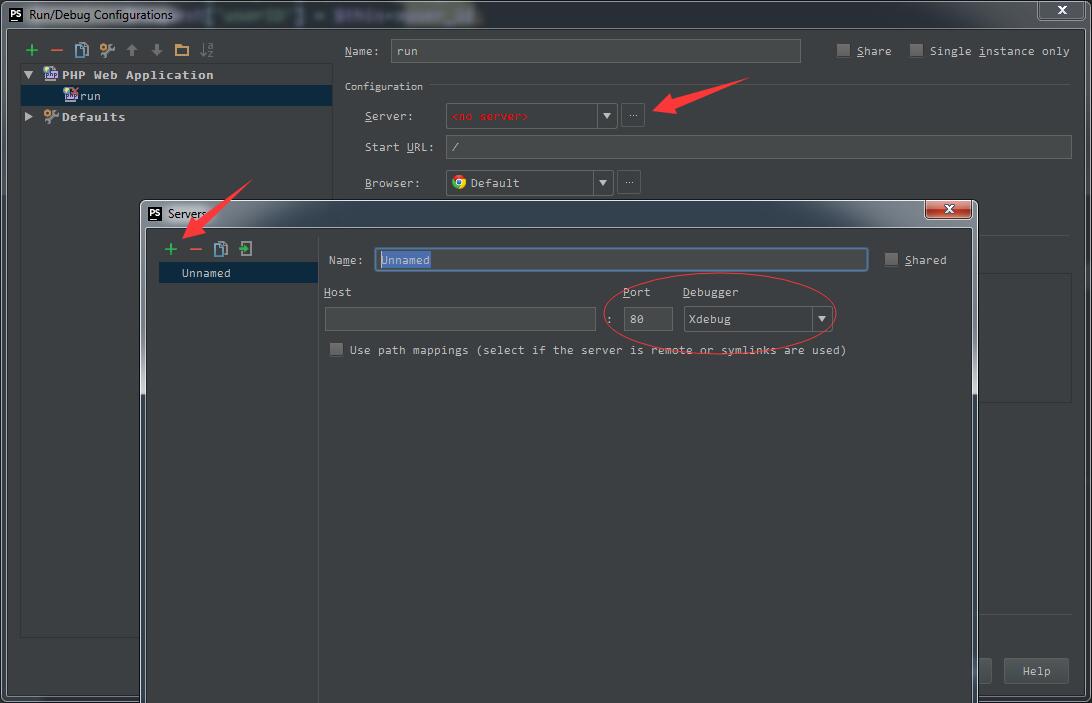 PS Run/Debug Configurations
Name: run Share Single instance only
PHP Web Application
run
Defaults
Configuration
Server: <no server> ...
Start URL: /
Browser: Default ...
PS Servers
Unnamed
Name: Unnamed Shared
Host Port Debugger
: 80 Xdebug
Use path mappings (select if the server is remote or symlinks are used)
Help